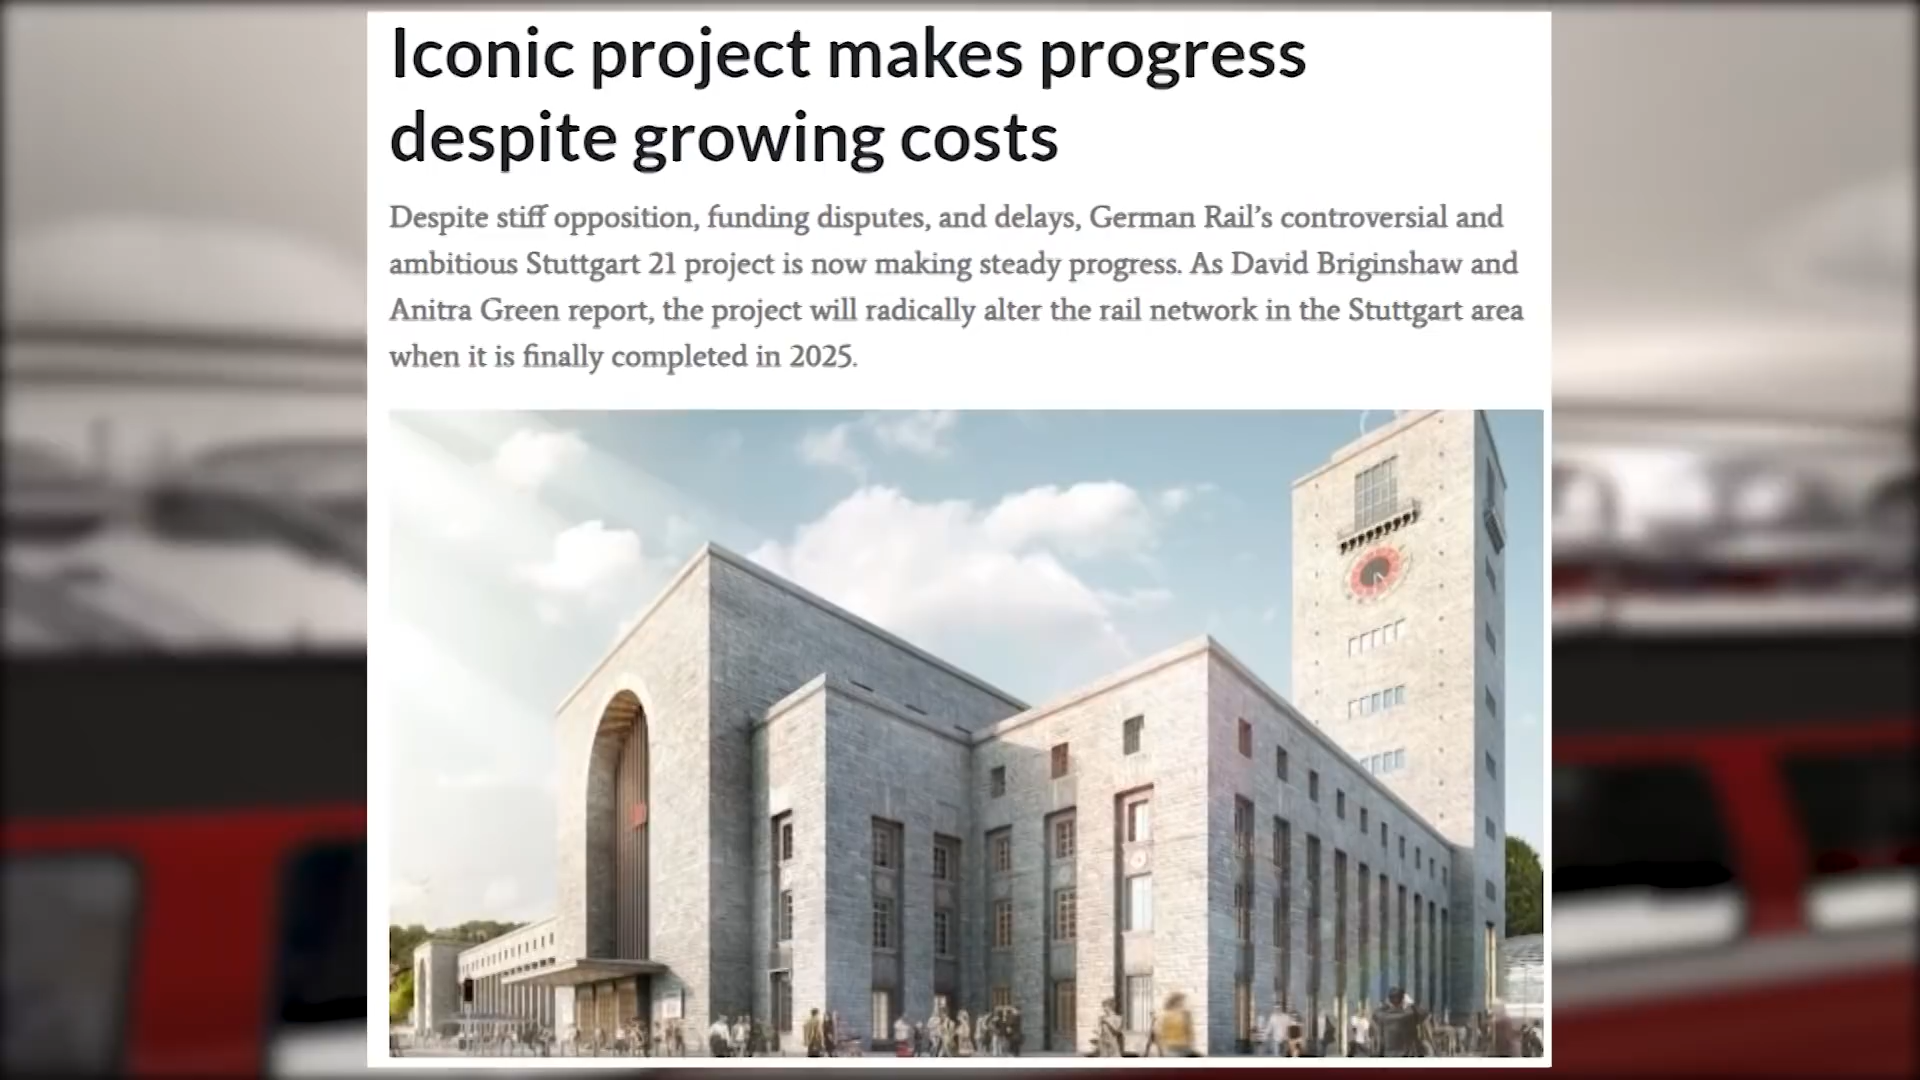 Iconic project makes progress
despite growing costs
Despite stiff opposition, funding disputes, and delays, German Rail's controversial and
ambitious Stuttgart 21 project is now making steady progress. As David Briginshaw and
Anitra Green report, the project will radically alter the rail network in the Stuttgart area
when it is finally completed in 2025.